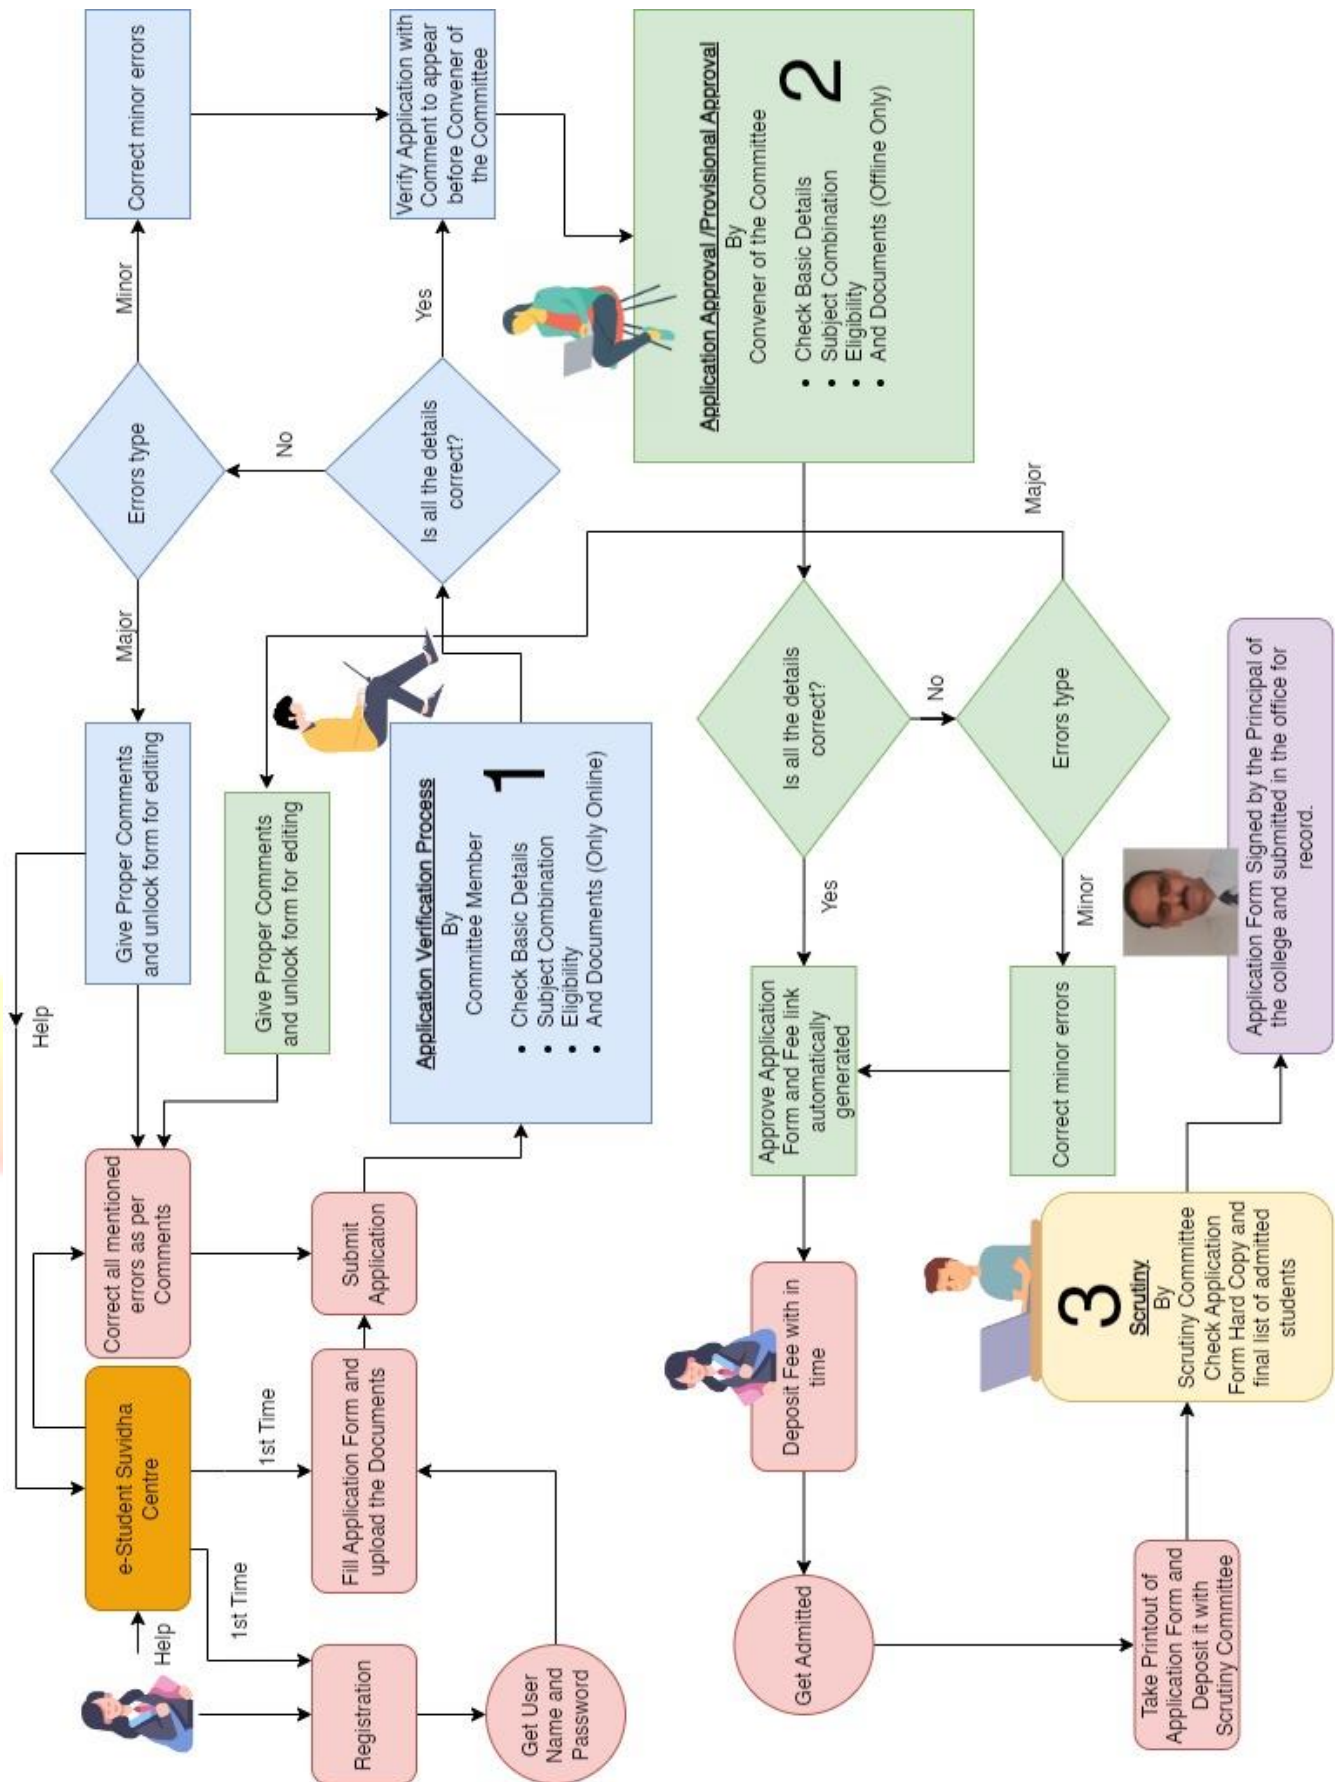 Help
e-Student Suvidha
Centre
1st Time
1st Time
Registration
Get User
Name and
Password
Fill Application Form and
upload the Documents
Submit
Application
Correct all mentioned
errors as per
Comments
Help
Give Proper Comments
and unlock form for editing
Give Proper Comments
and unlock form for editing
Application Verification Process
By
Committee Member
1
• Check Basic Details
• Subject Combination
• Eligibility
• And Documents (Only Online)
Major
Errors type
Minor
Correct minor errors
No
Is all the details
correct?
Yes
Verify Application with
Comment to appear
before Convener of
the Committee
Application Approval /Provisional Approval
By
Convener of the Committee
2
• Check Basic Details
• Subject Combination
• Eligibility
• And Documents (Offline Only)
Is all the details
correct?
No
Errors type
Major
Minor
Correct minor errors
Yes
Approve Application
Form and Fee link
automatically
generated
Deposit Fee with in
time
Get Admitted
Take Printout of
Application Form and
Deposit it with
Scrutiny Committee
3
Scrutiny
By
Scrutiny Committee
Check Application
Form Hard Copy and
final list of admitted
students
Application Form Signed by the Principal of
the college and submitted in the office for
record.